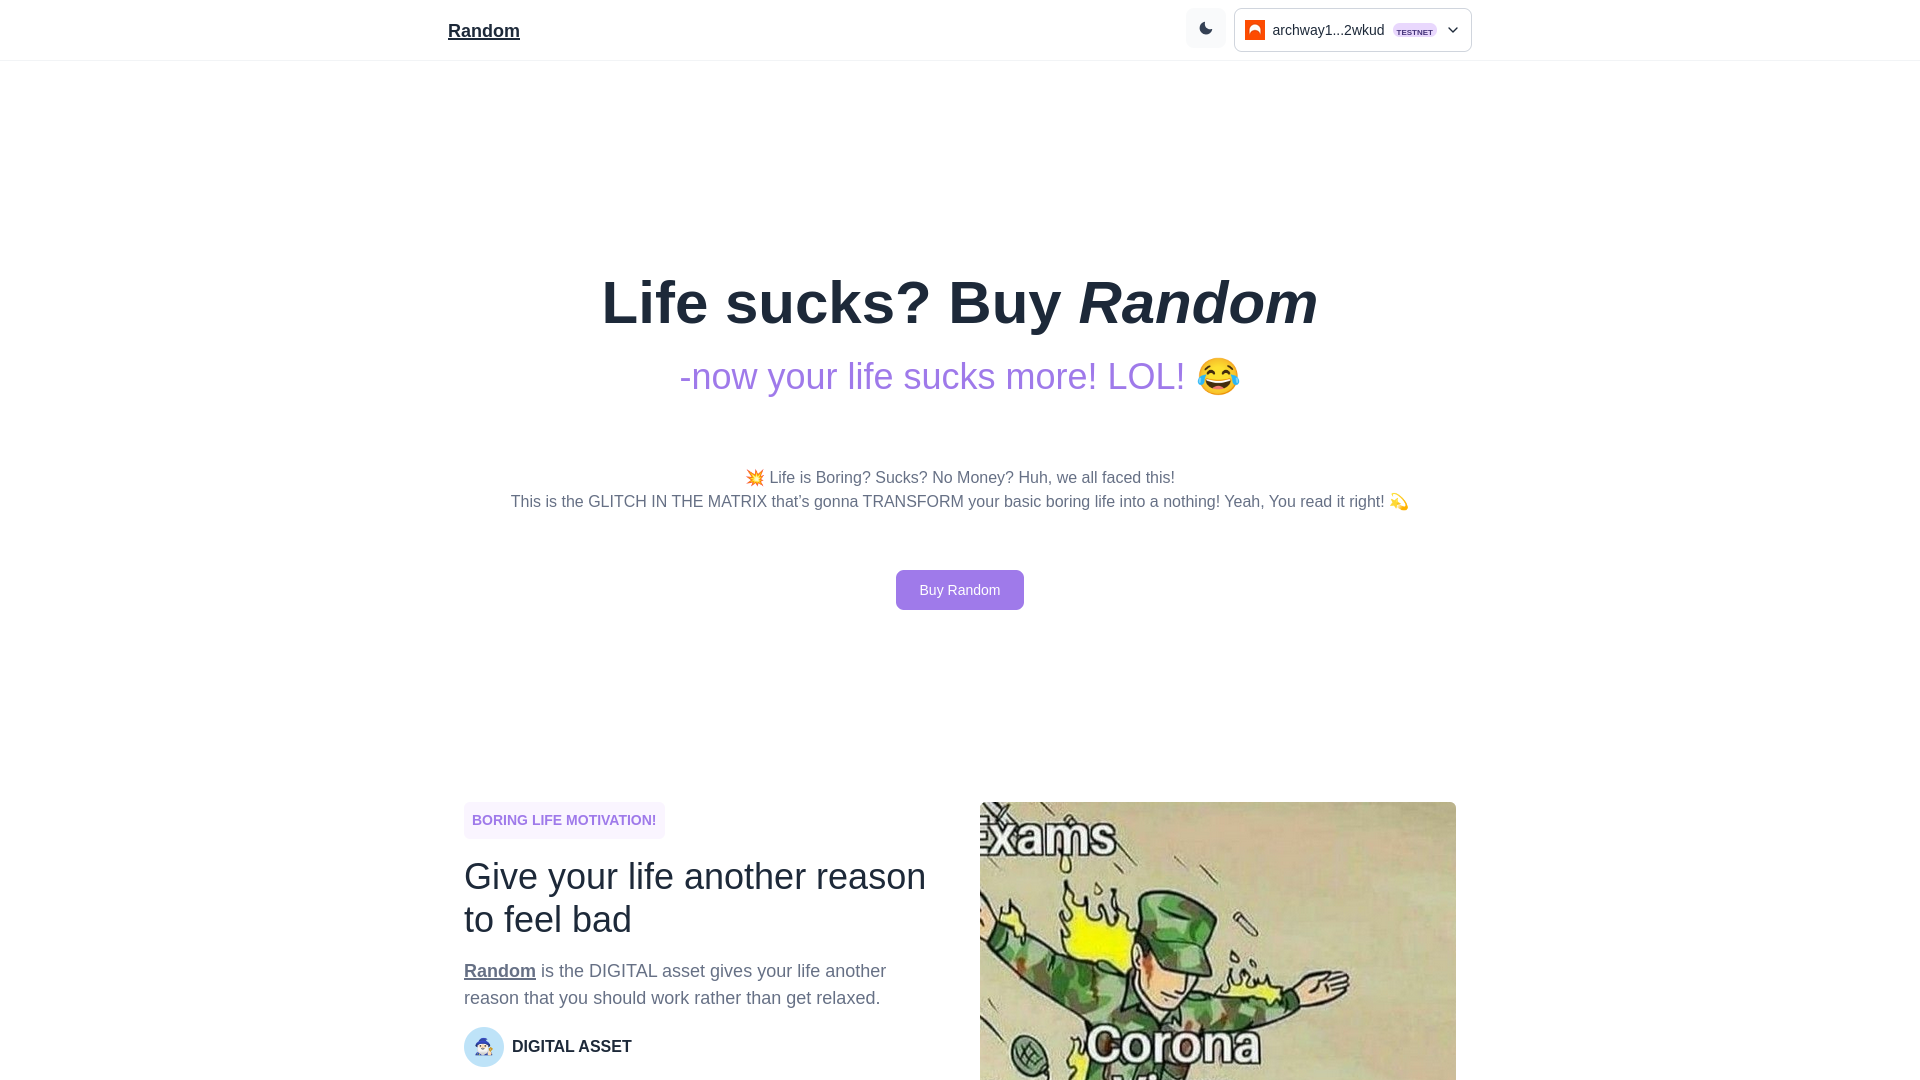 Random
archway1...2wkud TESTNET
Life sucks? Buy Random
-now your life sucks more! LOL! 😂
💥 Life is Boring? Sucks? No Money? Huh, we all faced this!
This is the GLITCH IN THE MATRIX that’s gonna TRANSFORM your basic boring life into a nothing! Yeah, You read it right! 💫
Buy Random
BORING LIFE MOTIVATION!
Give your life another reason
to feel bad
Random is the DIGITAL asset gives your life another
reason that you should work rather than get relaxed.
DIGITAL ASSET
Exams
Corona